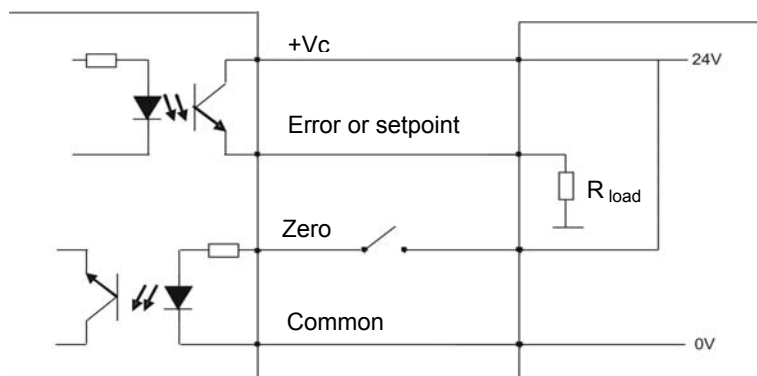 +Vc
24V
Error or setpoint
R load
Zero
Common
0V